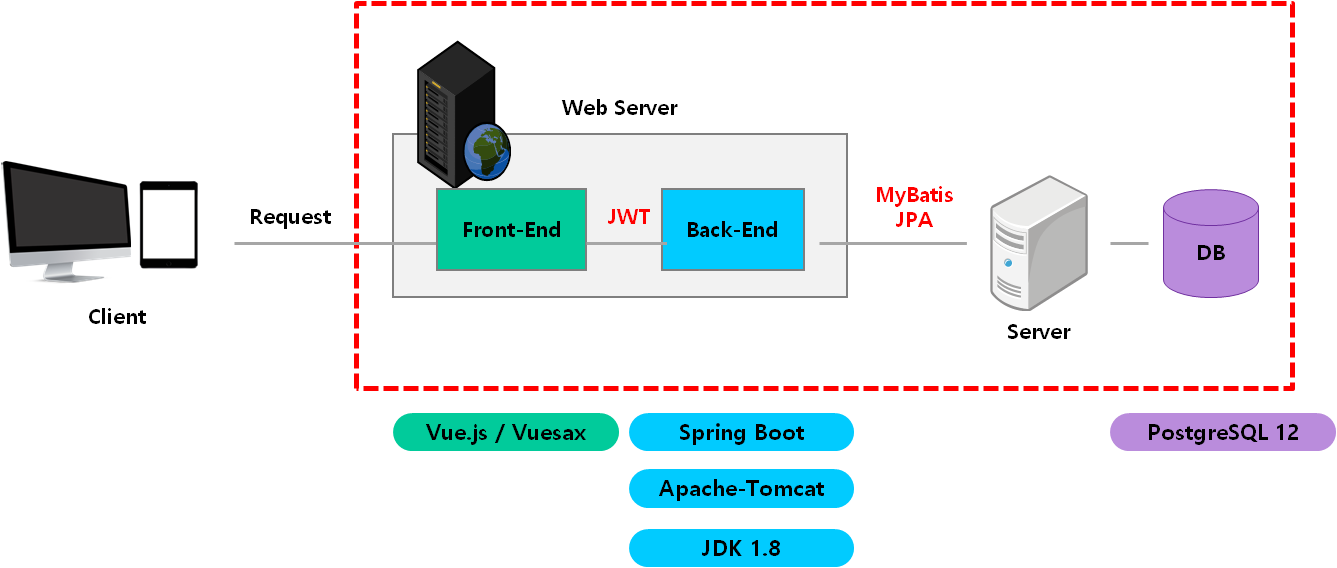 Web Server
Request
Front-End
JWT
Back-End
MyBatis
JPA
DB
Client
Server
Vue.js / Vuesax
Spring Boot
PostgreSQL 12
Apache-Tomcat
JDK 1.8